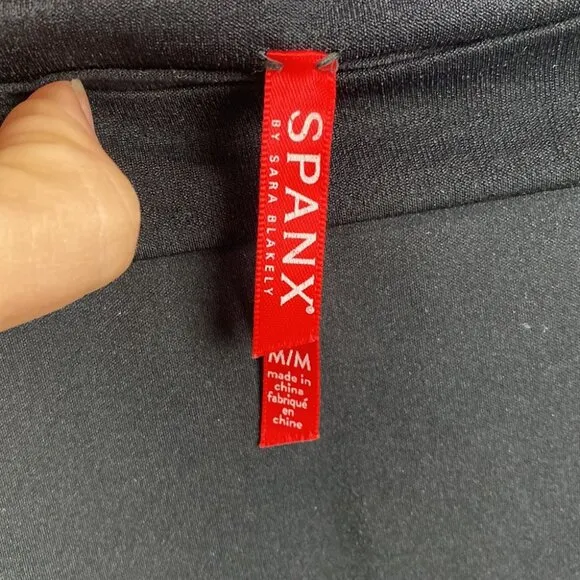 SPANX®
BY SARA BLAKELY
M/M
made in
china
fabriqué
en
chine